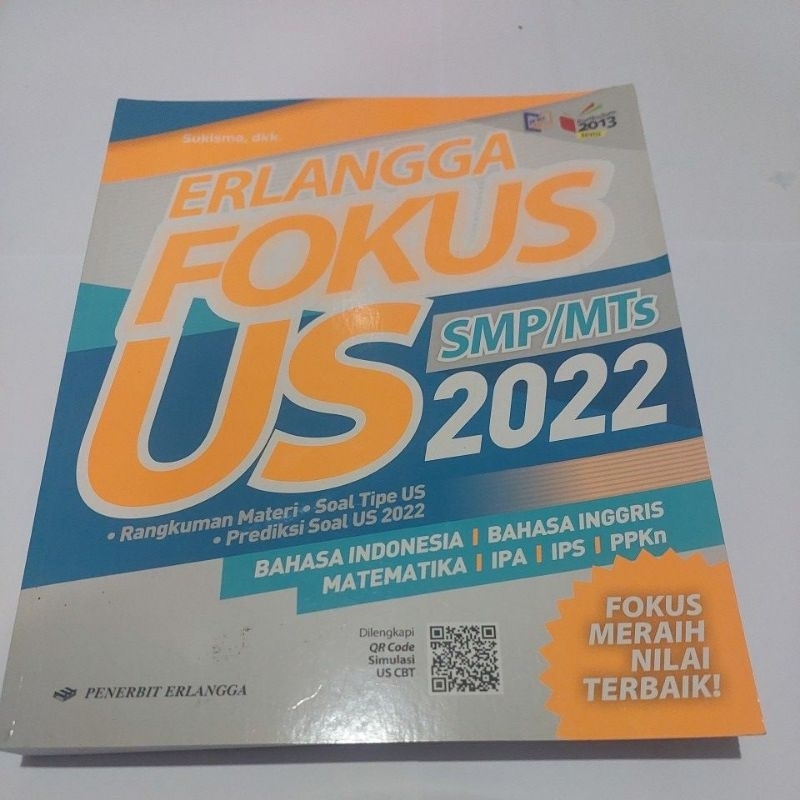 Sukismo, dkk.
Kurikulum
2013
REVISI
ERLANGGA
FOKUS
US
SMP/MTs
2022
• Rangkuman Materi • Soal Tipe US
• Prediksi Soal US 2022
BAHASA INDONESIA | BAHASA INGGRIS
MATEMATIKA | IPA | IPS | PPKn
Dilengkapi
QR Code
Simulasi
US CBT
FOKUS
MERAIH
NILAI
TERBAIK!
PENERBIT ERLANGGA